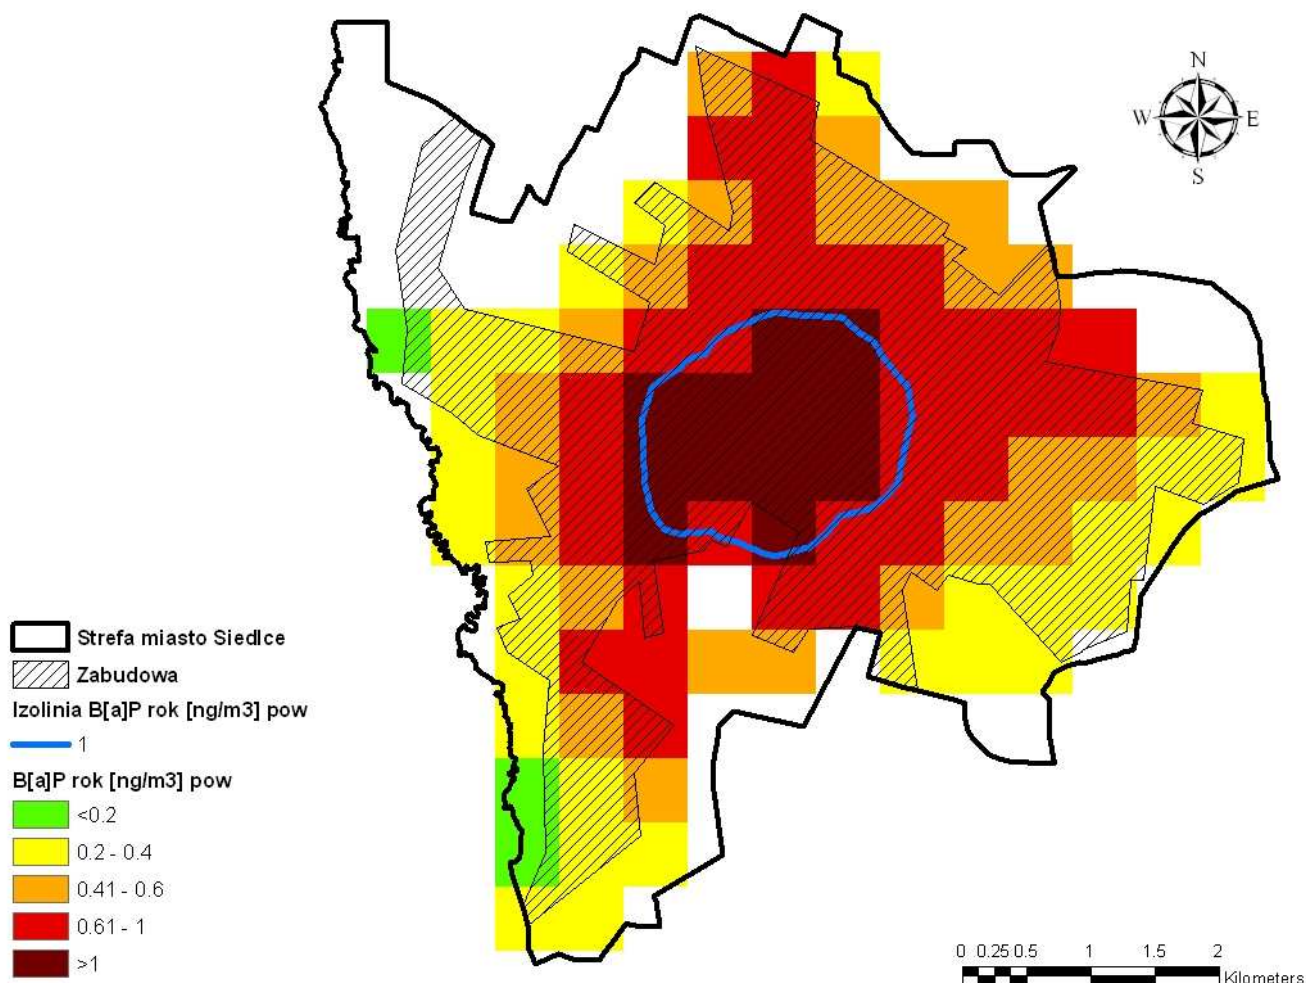 N
W E
S
Strefa miasto Siedlce
Zabudowa
Izolinia B[a]P rok [ng/m3] pow
1
B[a]P rok [ng/m3] pow
<0.2
0.2 - 0.4
0.41 - 0.6
0.61 - 1
>1
0 0.25 0.5 1 1.5 2
Kilometers